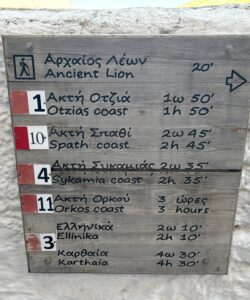 Αρχαίος Λέων 20'
Ancient Lion
1 Ακτή Οτζιά 1ω 50'
Otzias coast 1h 50'
10 Ακτή Σπαθί 2ω 45'
Spath coast 2h 45'
4 Ακτή Συκαμιάς 2ω 35'
Sykamia coast 2h 35'
11 Ακτή Ορκού 3 ώρες
Orkos coast 3 hours
3 Ελληνικά 2ω 10'
Ellinika 2h 10'
Καρθαία 4ω 30'
Karthaia 4h 30'